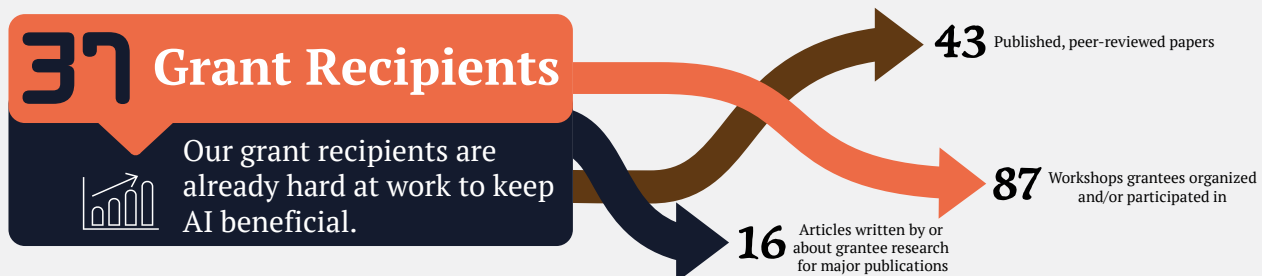 37 Grant Recipients
Our grant recipients are
already hard at work to keep
AI beneficial.
43 Published, peer-reviewed papers
87 Workshops grantees organized
and/or participated in
16 Articles written by or
about grantee research
for major publications